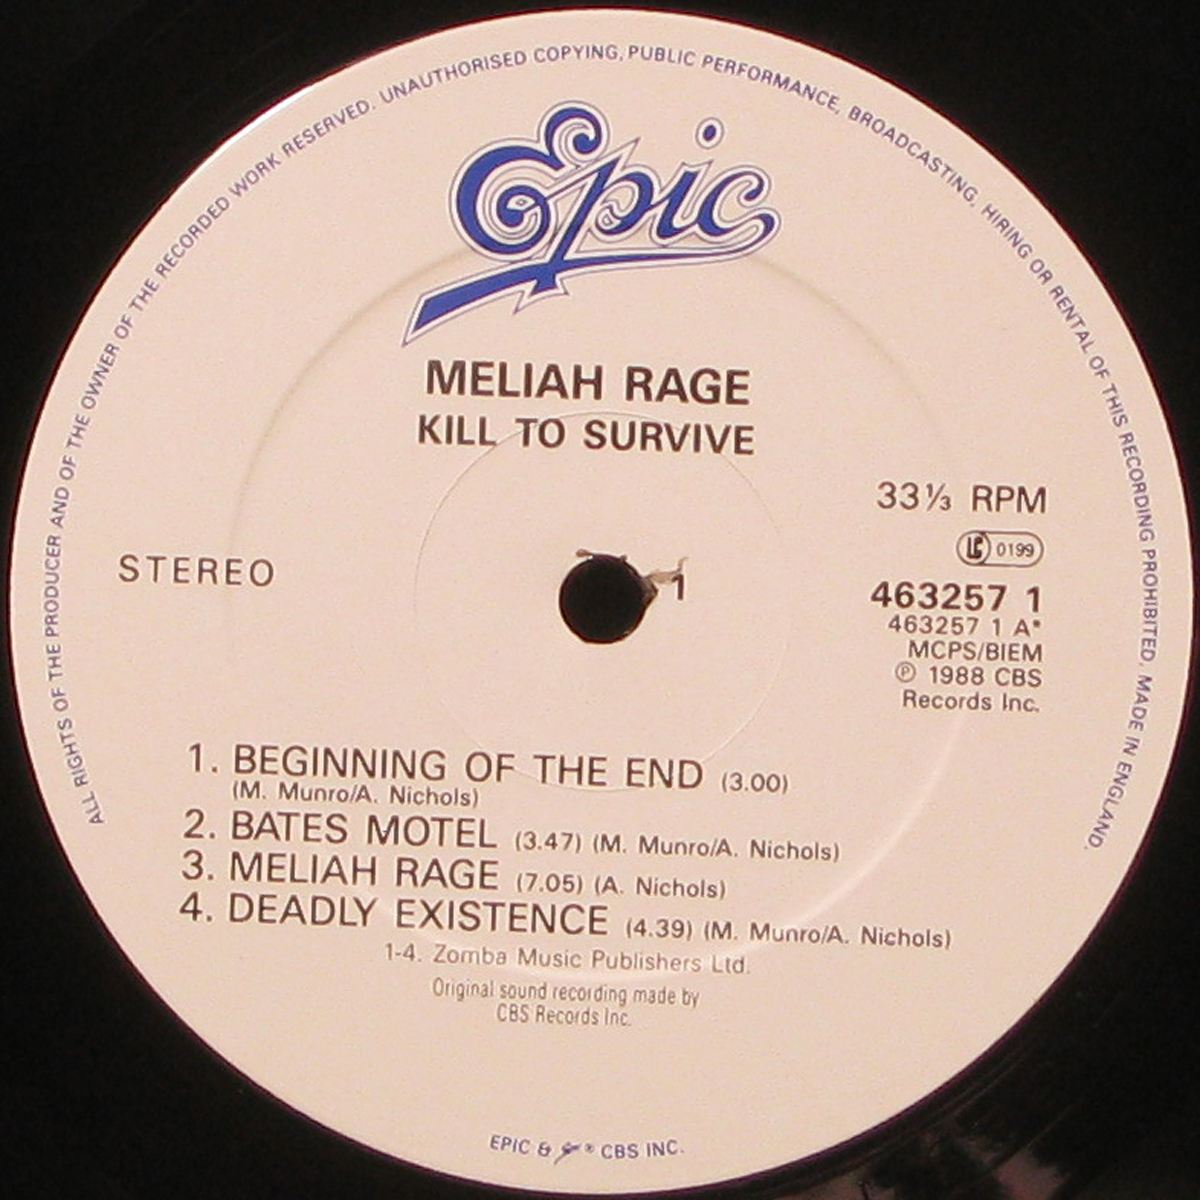 ALL RIGHTS OF THE PRODUCER AND OF THE OWNER OF THE RECORDED WORK RESERVED. UNAUTHORISED COPYING, PUBLIC PERFORMANCE, BROADCASTING, HIRING OR RENTAL OF THIS RECORDING PROHIBITED. MADE IN ENGLAND.
Epic
MELIAH RAGE
KILL TO SURVIVE
33⅓ RPM
LC 0199
STEREO
1
463257 1
463257 1 A*
MCPS/BIEM
℗ 1988 CBS
Records Inc.
1. BEGINNING OF THE END (3.00)
(M. Munro/A. Nichols)
2. BATES MOTEL (3.47) (M. Munro/A. Nichols)
3. MELIAH RAGE (7.05) (A. Nichols)
4. DEADLY EXISTENCE (4.39) (M. Munro/A. Nichols)
1-4. Zomba Music Publishers Ltd.
Original sound recording made by
CBS Records Inc.
EPIC & Epic ® CBS INC.